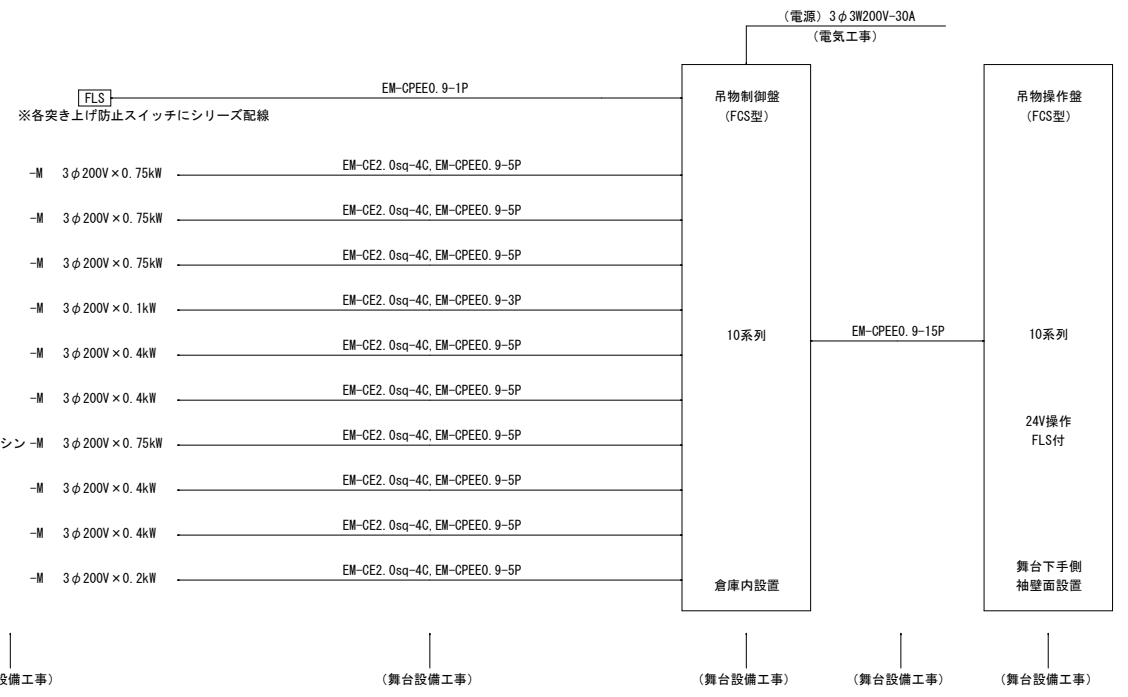 (電源) 3φ3W200V-30A
(電気工事)
FLS
EM-CPEE0.9-1P
※各突き上げ防止スイッチにシリーズ配線
吊物制御盤
(FCS型)
吊物操作盤
(FCS型)
-M 3φ200V×0.75kW
EM-CE2.0sq-4C,EM-CPEE0.9-5P
-M 3φ200V×0.75kW
EM-CE2.0sq-4C,EM-CPEE0.9-5P
-M 3φ200V×0.75kW
EM-CE2.0sq-4C,EM-CPEE0.9-5P
-M 3φ200V×0.1kW
EM-CE2.0sq-4C,EM-CPEE0.9-3P
10系列
EM-CPEE0.9-15P
10系列
-M 3φ200V×0.4kW
EM-CE2.0sq-4C,EM-CPEE0.9-5P
-M 3φ200V×0.4kW
EM-CE2.0sq-4C,EM-CPEE0.9-5P
シン -M 3φ200V×0.75kW
EM-CE2.0sq-4C,EM-CPEE0.9-5P
24V操作
FLS付
-M 3φ200V×0.4kW
EM-CE2.0sq-4C,EM-CPEE0.9-5P
-M 3φ200V×0.4kW
EM-CE2.0sq-4C,EM-CPEE0.9-5P
-M 3φ200V×0.2kW
EM-CE2.0sq-4C,EM-CPEE0.9-5P
倉庫内設置
舞台下手側
袖壁面設置
設備工事)
(舞台設備工事)
(舞台設備工事)
(舞台設備工事)
(舞台設備工事)